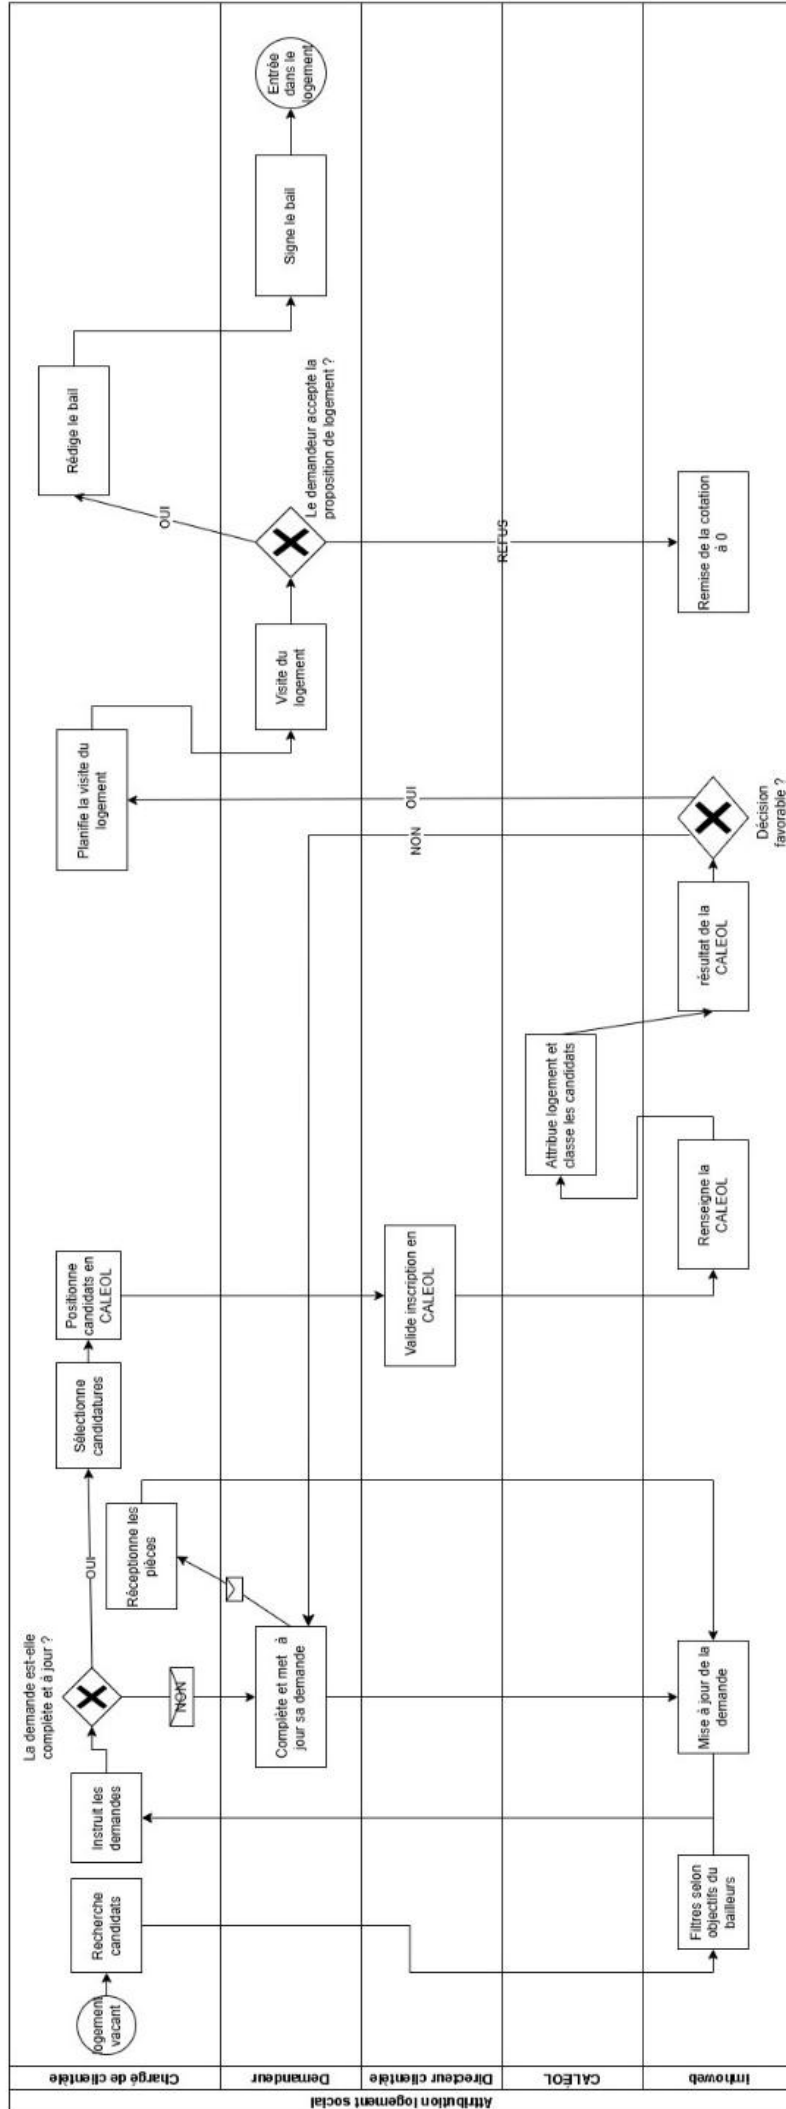 Attribution logement social
Chargé de clientèle
Demandeur
Directeur clientèle
CALÉOL
Imhoweb
logement
vacant
Recherche
candidats
Filtres selon
objectifs du
bailleurs
Instruit les
demandes
La demande est-elle
complète et à jour ?
OUI
NON
Complète et met à
jour sa demande
Réceptionne les
pièces
Mise à jour de la
demande
Sélectionne
candidatures
Positionne
candidats en
CALEOL
Valide inscription en
CALEOL
Renseigne la
CALEOL
Attribue logement et
classe les candidats
résultat de la
CALEOL
Décision
favorable ?
NON
OUI
Planifie la visite du
logement
Visite du
logement
Le demandeur accepte la
proposition de logement ?
OUI
REFUS
Remise de la cotation
à 0
Rédige le bail
Signe le bail
Entrée
dans le
logement